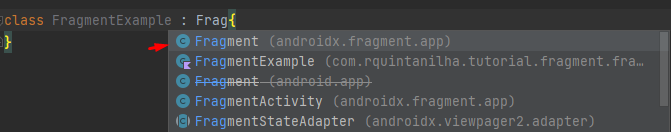 class FragmentExample : Frag{
}
Fragment (androidx.fragment.app)
FragmentExample (com.rquintanilha.tutorial.fragment.fra…
Fragment (android.app)
FragmentActivity (androidx.fragment.app)
FragmentStateAdapter (androidx.viewpager2.adapter)